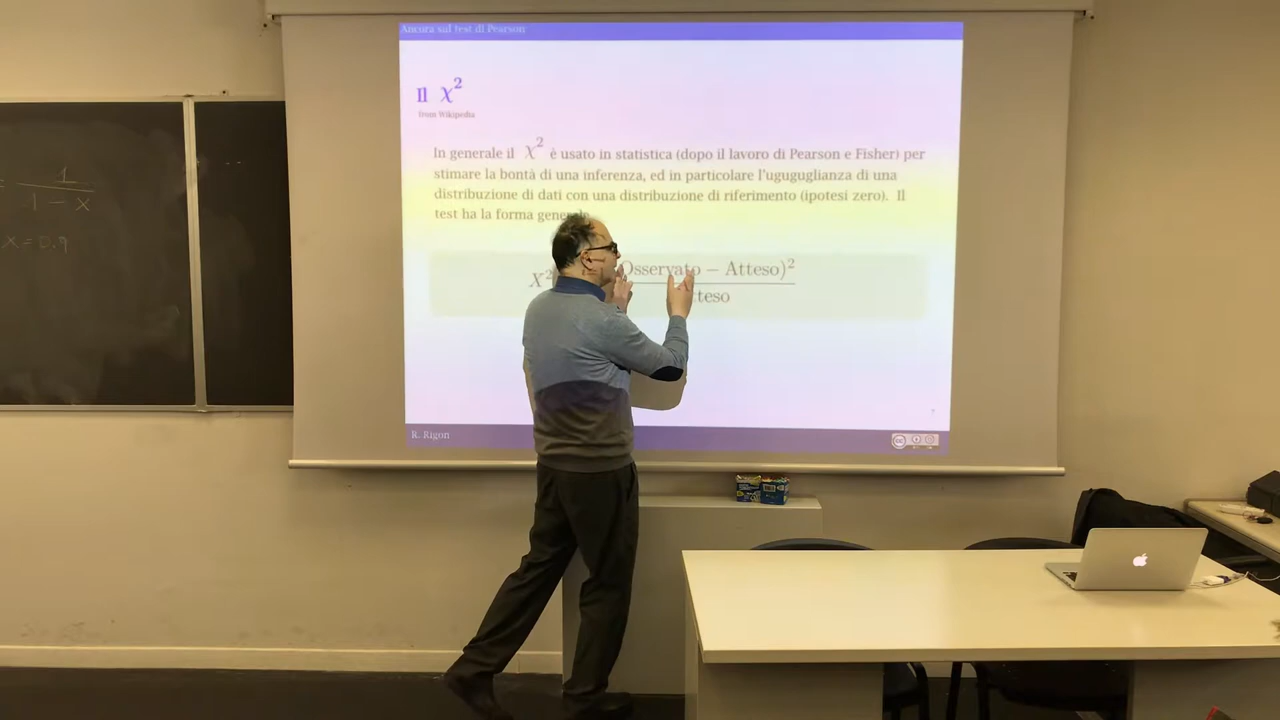 Ancora sul test di Pearson
Il χ²
from Wikipedia
In generale il χ² è usato in statistica (dopo il lavoro di Pearson e Fisher) per
stimare la bontà di una inferenza, ed in particolare l'uguguglianza di una
distribuzione di dati con una distribuzione di riferimento (ipotesi zero). Il
test ha la forma
X² Osservato − Atteso)²
R. Rigon
cc
= 1
1 - x
x = 0.9